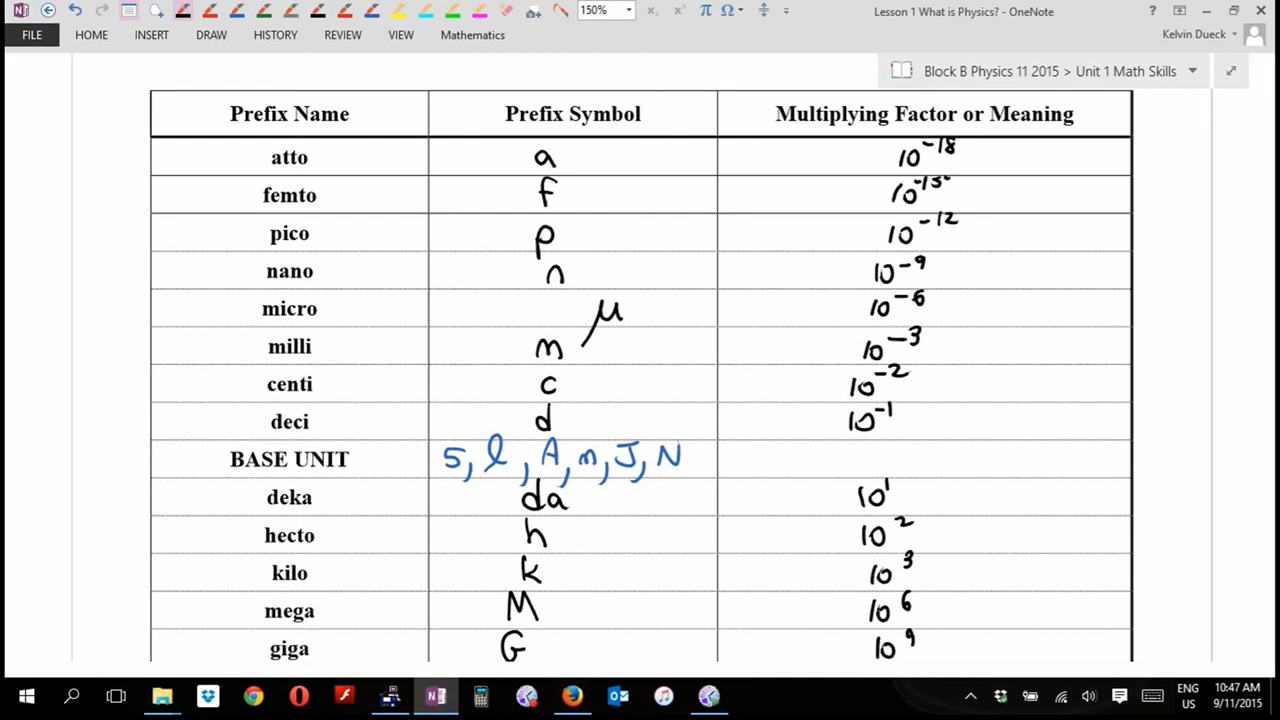 150%
Lesson 1 What is Physics? - OneNote
FILE HOME INSERT DRAW HISTORY REVIEW VIEW Mathematics Kelvin Dueck
Block B Physics 11 2015 > Unit 1 Math Skills
Prefix Name Prefix Symbol Multiplying Factor or Meaning
atto a 10⁻¹⁸
femto f 10⁻¹⁵
pico p 10⁻¹²
nano n 10⁻⁹
micro μ 10⁻⁶
milli m 10⁻³
centi c 10⁻²
deci d 10⁻¹
BASE UNIT s, l, A, m, J, N
deka da 10¹
hecto h 10²
kilo k 10³
mega M 10⁶
giga G 10⁹
ENG 10:47 AM
US 9/11/2015